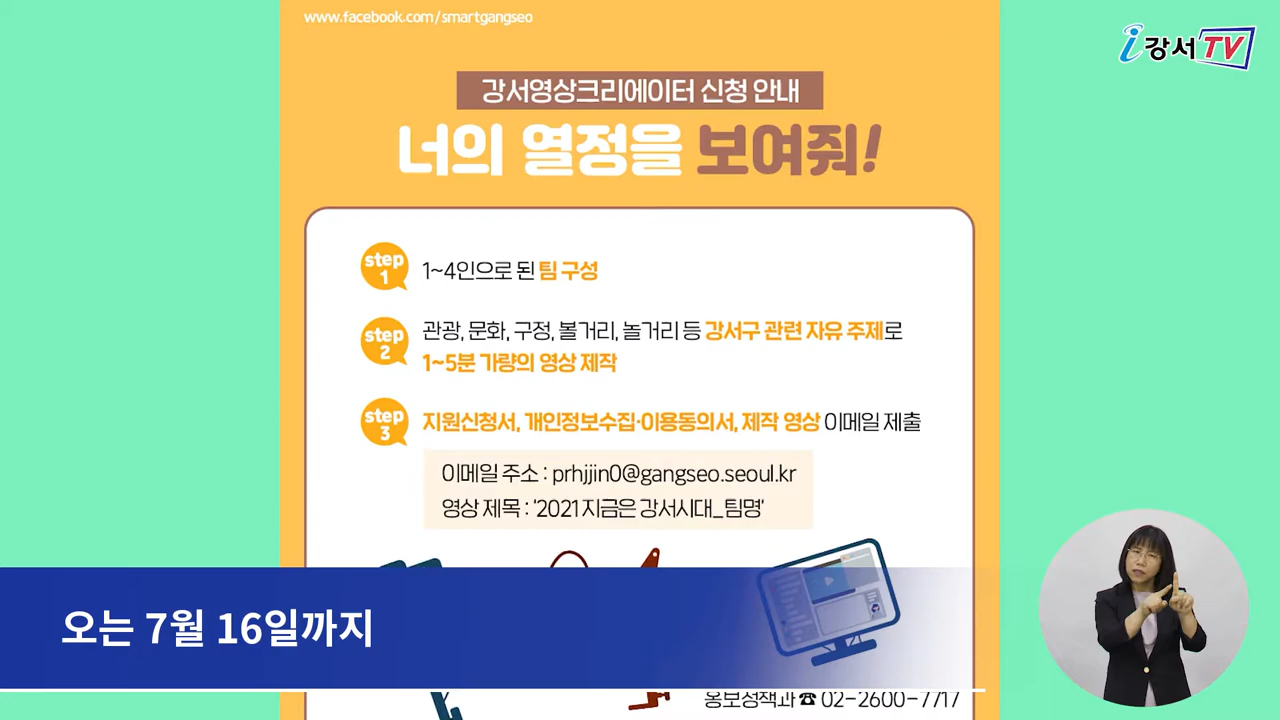 www.facebook.com/smartgangseo
i강서TV
강서영상크리에이터 신청 안내
너의 열정을 보여줘!
step 1
1~4인으로 된 팀 구성
step 2
관광, 문화, 구정, 볼거리, 놀거리 등 강서구 관련 자유 주제로
1~5분 가량의 영상 제작
step 3
지원신청서, 개인정보수집·이용동의서, 제작 영상 이메일 제출
이메일 주소 : prhjjin0@gangseo.seoul.kr
영상 제목 : '2021 지금은 강서시대_팀명'
오는 7월 16일까지
홍보정책과 ☎ 02-2600-7717